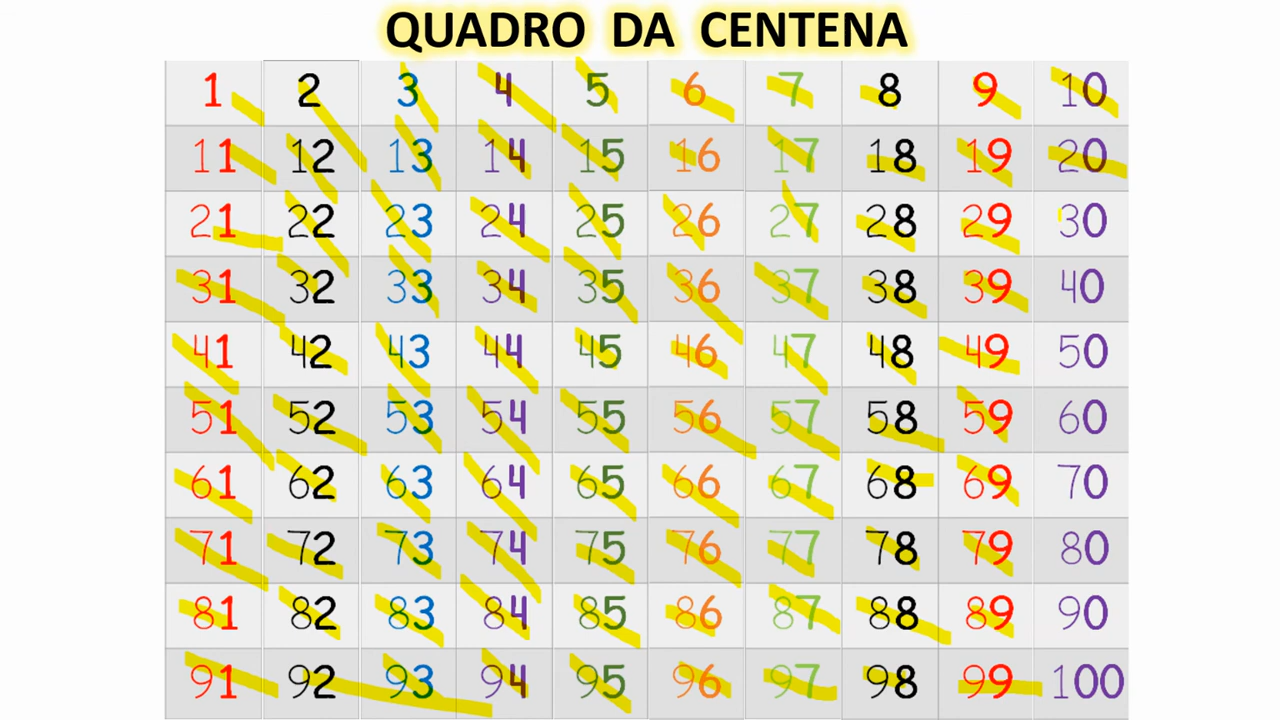 QUADRO DA CENTENA
1 2 3 4 5 6 7 8 9 10
11 12 13 14 15 16 17 18 19 20
21 22 23 24 25 26 27 28 29 30
31 32 33 34 35 36 37 38 39 40
41 42 43 44 45 46 47 48 49 50
51 52 53 54 55 56 57 58 59 60
61 62 63 64 65 66 67 68 69 70
71 72 73 74 75 76 77 78 79 80
81 82 83 84 85 86 87 88 89 90
91 92 93 94 95 96 97 98 99 100